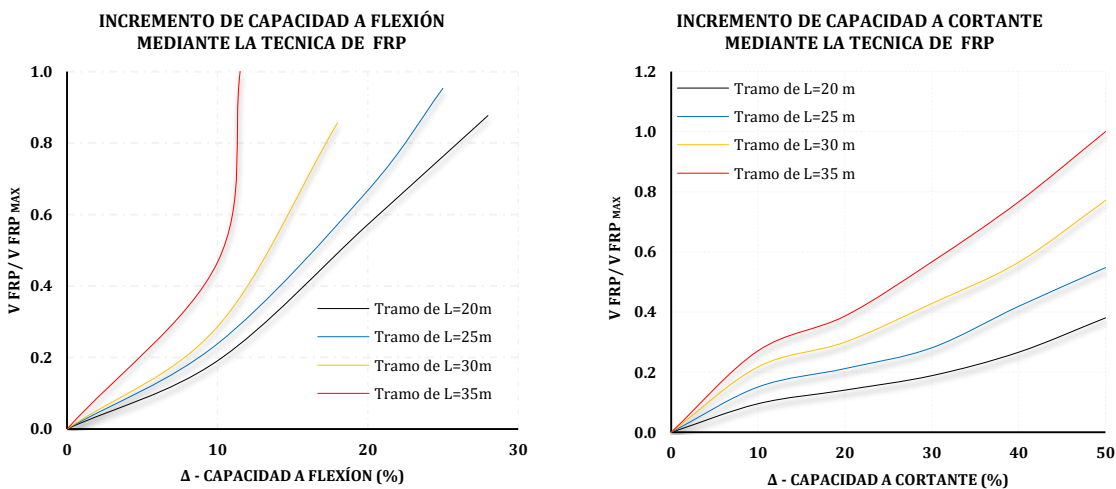 INCREMENTO DE CAPACIDAD A FLEXIÓN
MEDIANTE LA TECNICA DE FRP
1.0
0.8
0.6
0.4
0.2
0.0
V FRP/ V FRP MAX
Tramo de L=20m
Tramo de L=25m
Tramo de L=30m
Tramo de L=35m
0
10
20
30
Δ - CAPACIDAD A FLEXÍON (%)
INCREMENTO DE CAPACIDAD A CORTANTE
MEDIANTE LA TECNICA DE FRP
1.2
1.0
0.8
0.6
0.4
0.2
0.0
V FRP/ V FRP MAX
Tramo de L=20 m
Tramo de L=25 m
Tramo de L=30 m
Tramo de L=35 m
0
10
20
30
40
50
Δ - CAPACIDAD A CORTANTE (%)